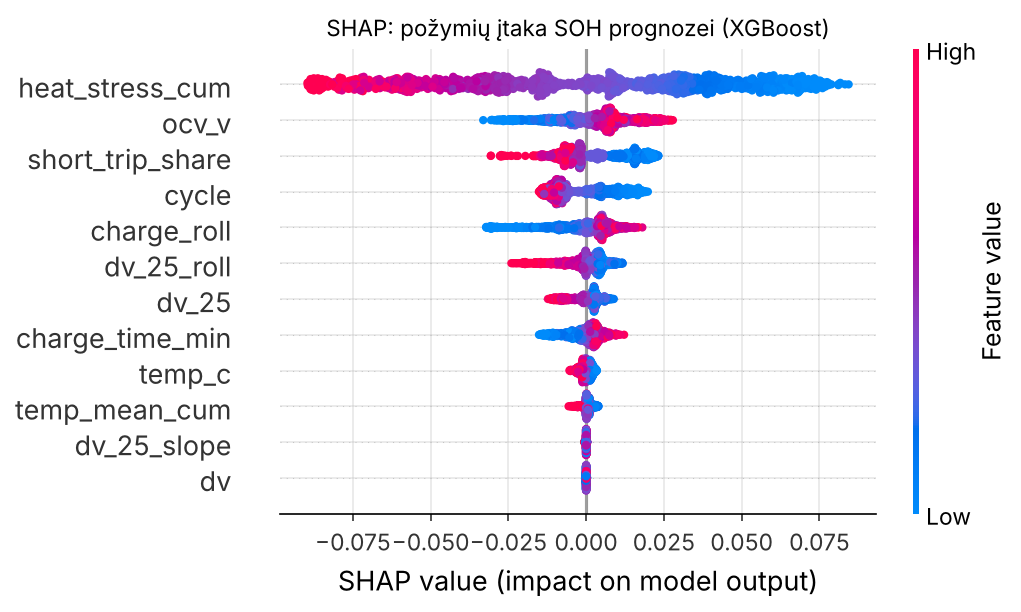 SHAP: požymių įtaka SOH prognozei (XGBoost)
High
heat_stress_cum
ocv_v
short_trip_share
cycle
charge_roll
dv_25_roll
dv_25
charge_time_min
temp_c
temp_mean_cum
dv_25_slope
dv
Feature value
Low
−0.075 −0.050 −0.025 0.000 0.025 0.050 0.075
SHAP value (impact on model output)